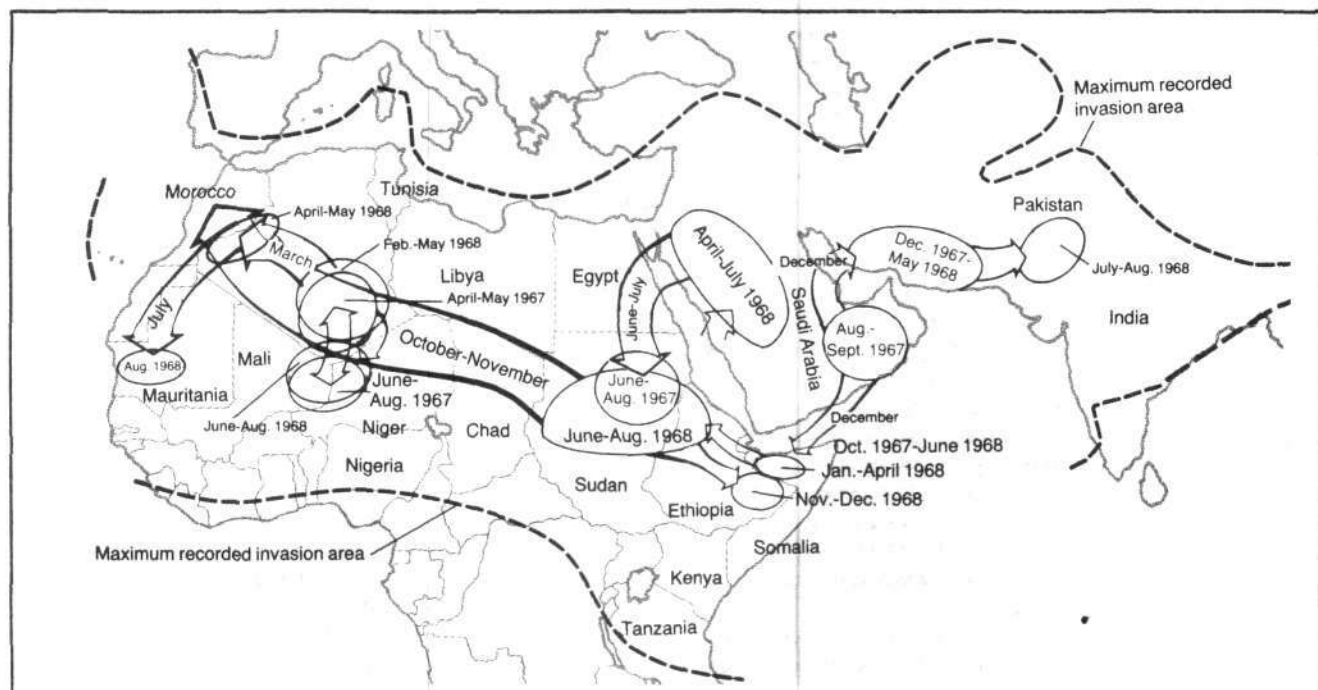 Maximum recorded
invasion area
Morocco
Tunisia
April-May 1968
Pakistan
March
Feb.-May 1968
Libya
Egypt
April-July 1968
December
Dec. 1967-
May 1968
July-Aug. 1968
April-May 1967
July
June-July
Saudi Arabia
India
Aug.-
Sept. 1967
Mali
October-November
Aug. 1968
Mauritania
June-
Aug. 1967
June-
Aug. 1967
June-Aug. 1968
Niger
Chad
June-Aug. 1968
December
Oct. 1967-June 1968
Nigeria
Jan.-April 1968
Sudan
Nov.-Dec. 1968
Ethiopia
Maximum recorded invasion area
Somalia
Kenya
Tanzania